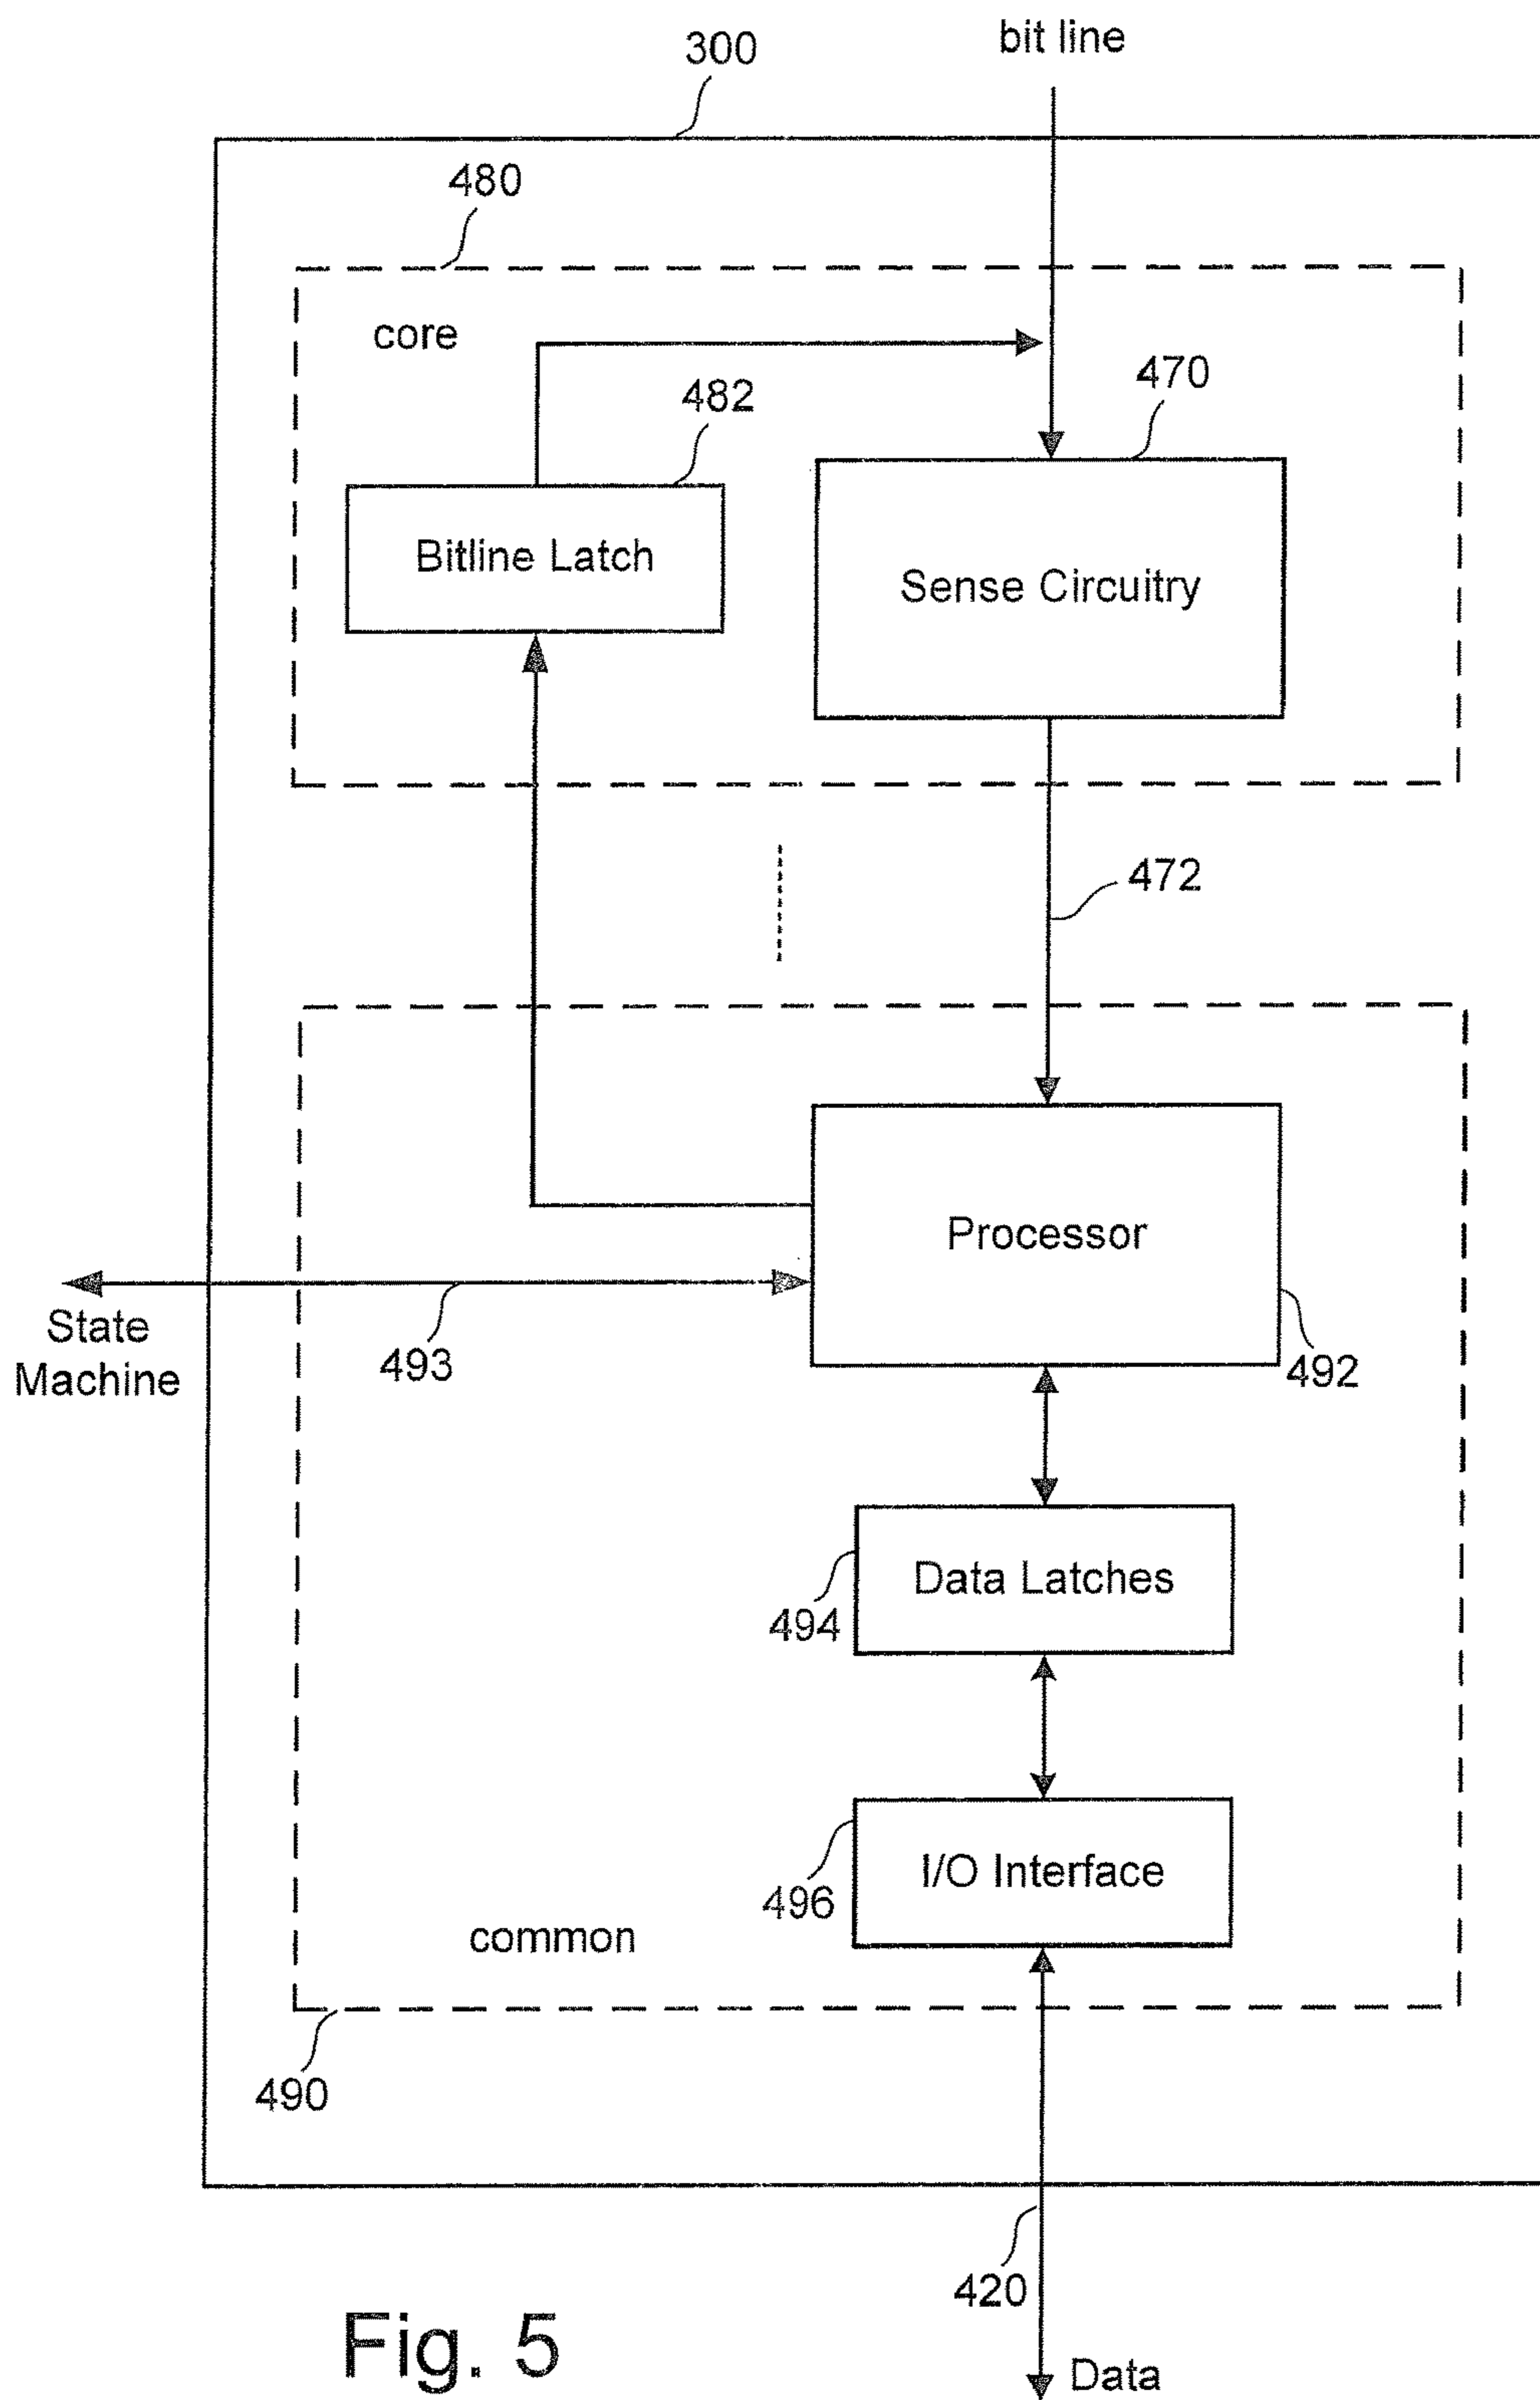 300
bit line
480
core
470
482
Bitline Latch
Sense Circuitry
472
Processor
State
Machine
493
492
Data Latches
494
I/O Interface
496
common
490
420
Fig. 5
Data